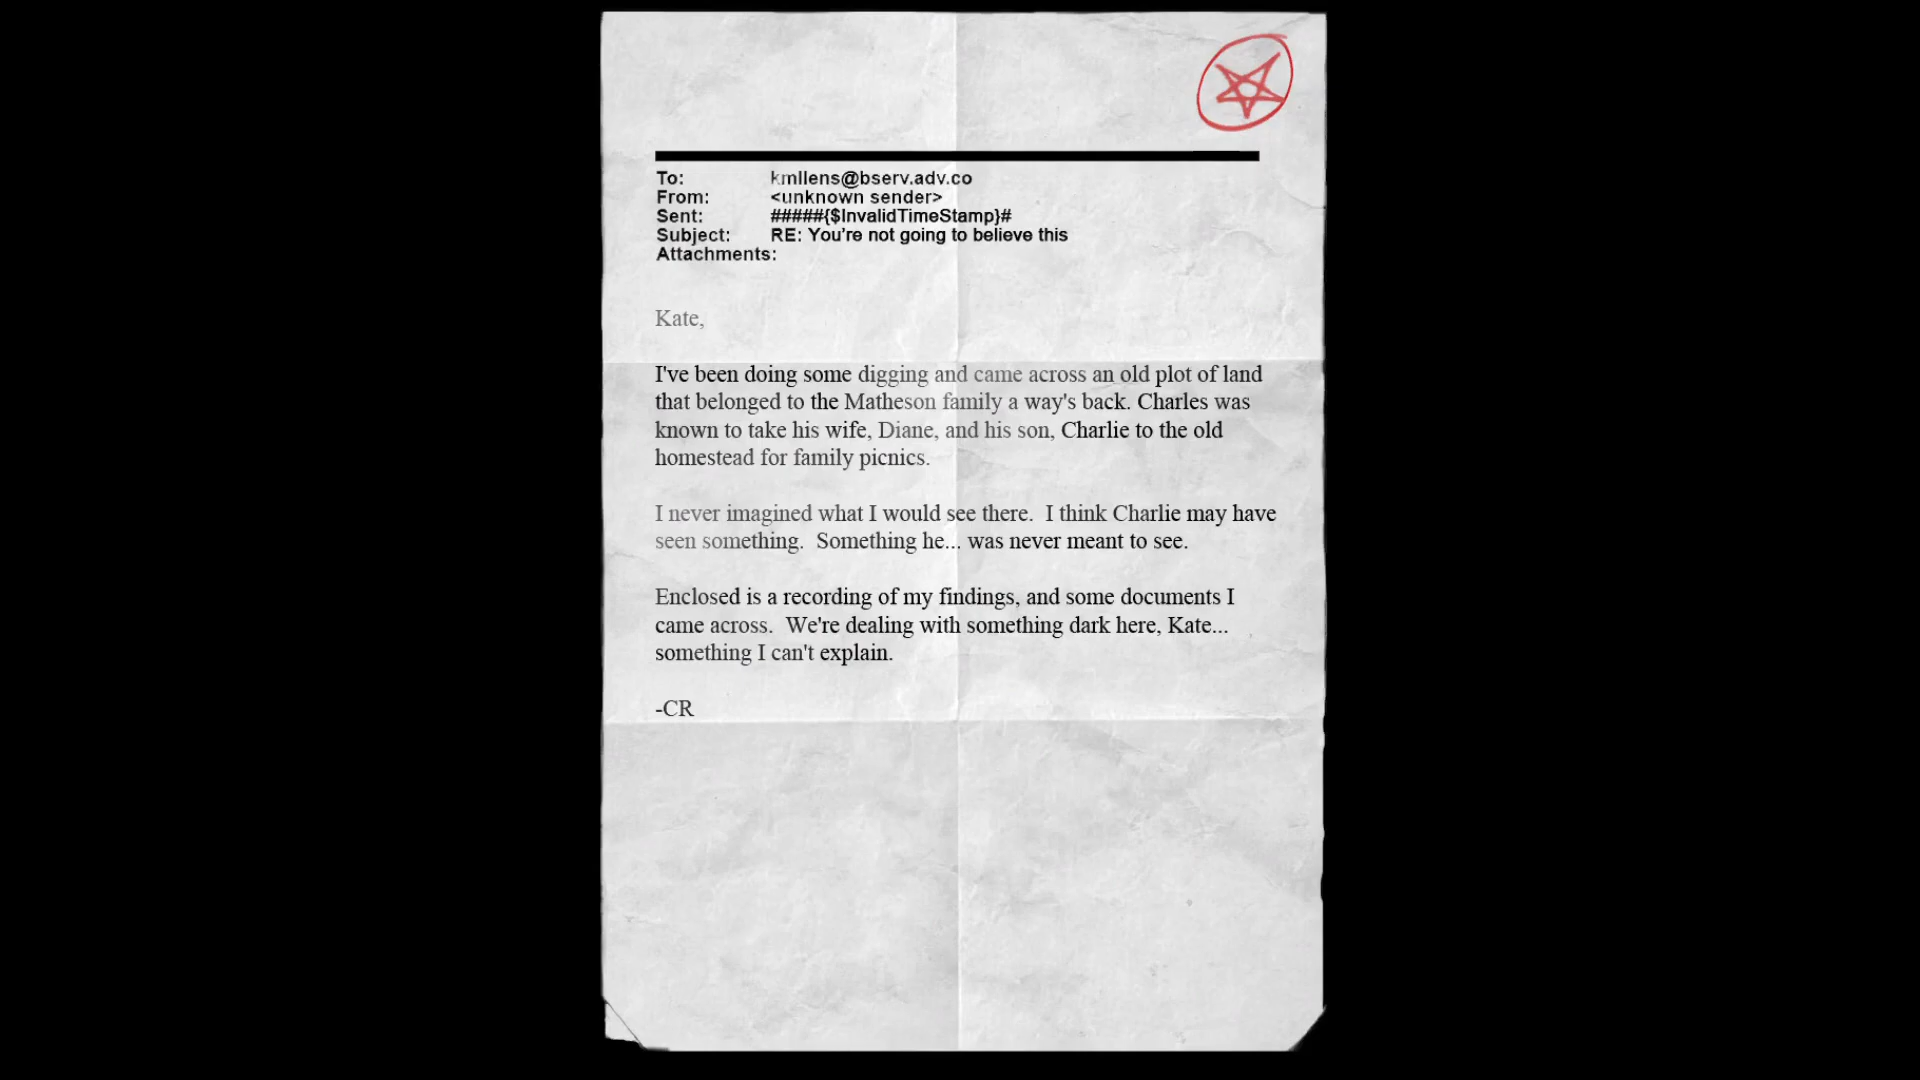 To: kmllens@bserv.adv.co
From: <unknown sender>
Sent: #####{$InvalidTimeStamp}#
Subject: RE: You're not going to believe this
Attachments:
Kate,
I've been doing some digging and came across an old plot of land
that belonged to the Matheson family a way's back. Charles was
known to take his wife, Diane, and his son, Charlie to the old
homestead for family picnics.
I never imagined what I would see there. I think Charlie may have
seen something. Something he... was never meant to see.
Enclosed is a recording of my findings, and some documents I
came across. We're dealing with something dark here, Kate...
something I can't explain.
-CR